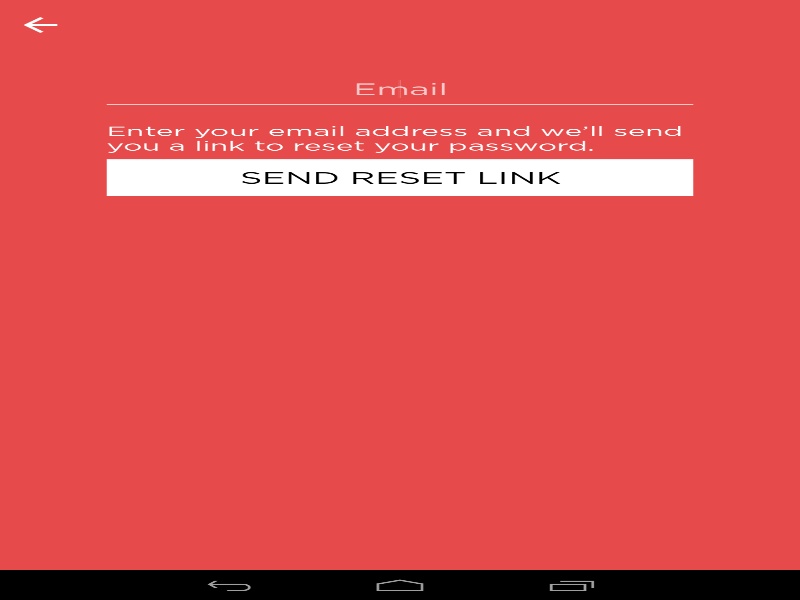 Email
Enter your email address and we'll send
you a link to reset your password.
SEND RESET LINK